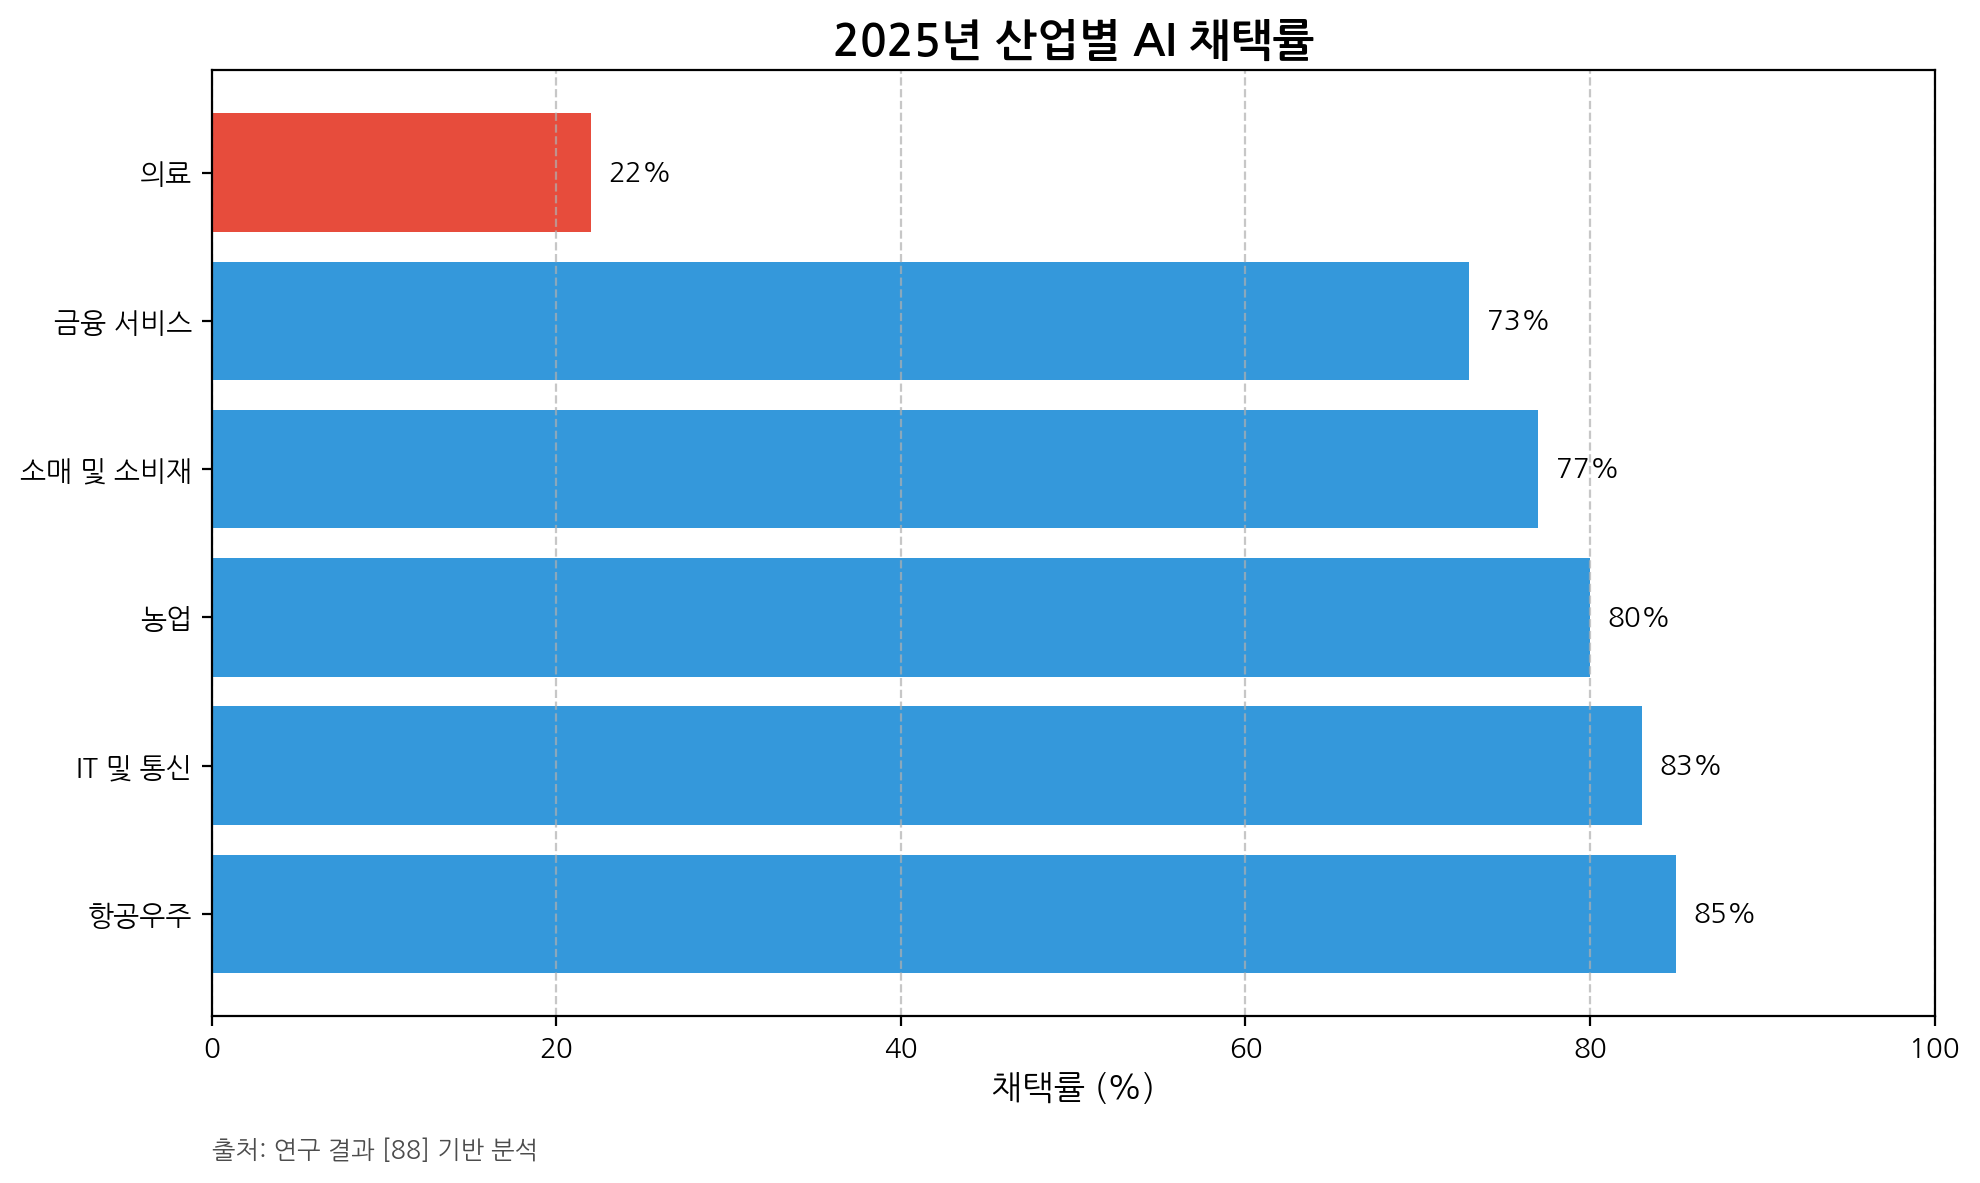 2025년 산업별 AI 채택률
의료
22%
금융 서비스
73%
소매 및 소비재
77%
농업
80%
IT 및 통신
83%
항공우주
85%
0 20 40 60 80 100
채택률 (%)
출처: 연구 결과 [88] 기반 분석